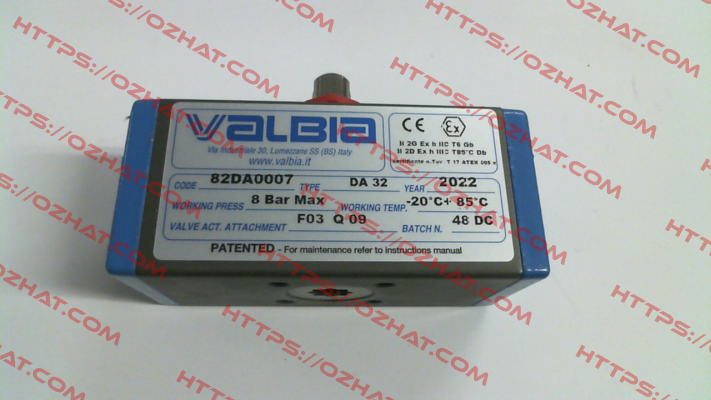 VALBIA
Via Industriale 30, Lumezzane SS (BS) Italy
www.valbia.it
CE Ex
II 2G Ex h IIC T6 Gb
II 2D Ex h IIIC T85°C Db
T 17 ATEX 005
CODE 82DA0007 TYPE DA 32 YEAR 2022
WORKING PRESS 8 Bar Max WORKING TEMP. -20°C+ 85°C
VALVE ACT. ATTACHMENT F03 Q 09 BATCH N. 48 DC
PATENTED - For maintenance refer to instructions manual
HTTPS://OZHAT.COM